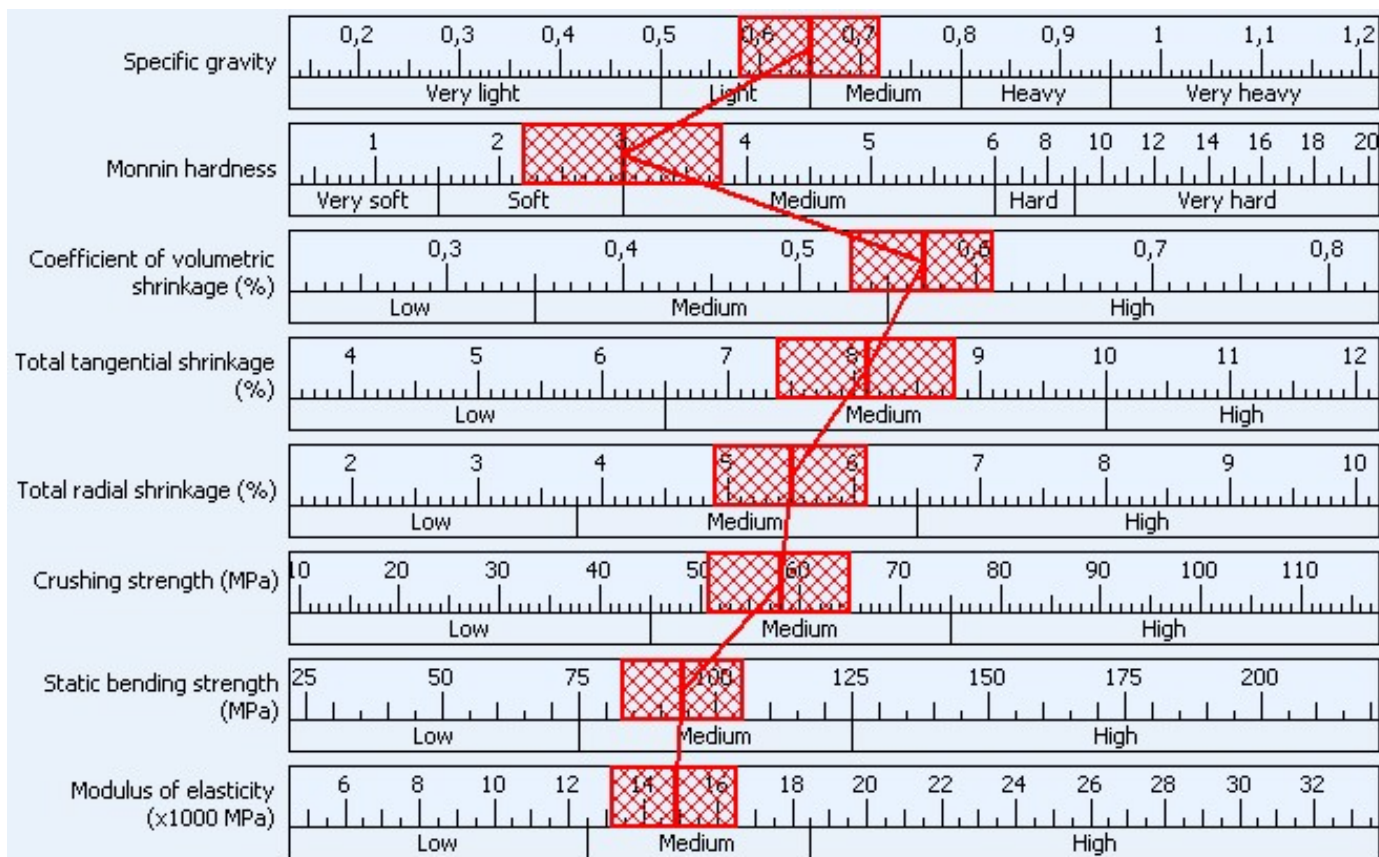 Specific gravity
0,2 0,3 0,4 0,5 0,6 0,7 0,8 0,9 1 1,1 1,2
Very light Light Medium Heavy Very heavy
Monnin hardness
1 2 3 4 5 6 8 10 12 14 16 18 20
Very soft Soft Medium Hard Very hard
Coefficient of volumetric
shrinkage (%)
0,3 0,4 0,5 0,6 0,7 0,8
Low Medium High
Total tangential shrinkage
(%)
4 5 6 7 8 9 10 11 12
Low Medium High
Total radial shrinkage (%)
2 3 4 5 6 7 8 9 10
Low Medium High
Crushing strength (MPa)
10 20 30 40 50 60 70 80 90 100 110
Low Medium High
Static bending strength
(MPa)
25 50 75 100 125 150 175 200
Low Medium High
Modulus of elasticity
(x1000 MPa)
6 8 10 12 14 16 18 20 22 24 26 28 30 32
Low Medium High